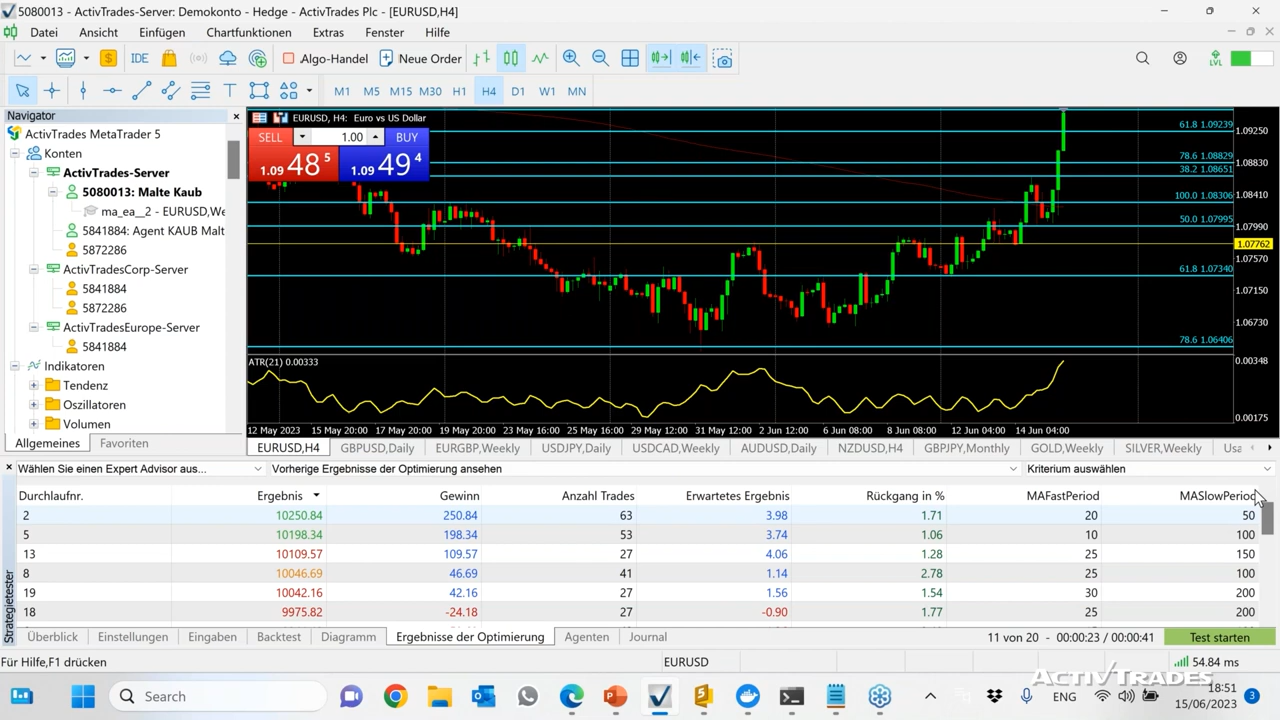 5080013 - ActivTrades-Server: Demokonto - Hedge - ActivTrades Plc - [EURUSD,H4]
Datei Ansicht Einfügen Chartfunktionen Extras Fenster Hilfe
IDE Algo-Handel Neue Order LVL
M1 M5 M15 M30 H1 H4 D1 W1 MN
Navigator
ActivTrades MetaTrader 5
Konten
ActivTrades-Server
5080013: Malte Kaub
ma_ea__2 - EURUSD,We
5841884: Agent KAUB Malt
5872286
ActivTradesCorp-Server
5841884
5872286
ActivTradesEurope-Server
5841884
Indikatoren
Tendenz
Oszillatoren
Volumen
Allgemeines Favoriten
EURUSD, H4: Euro vs US Dollar
SELL 1.00 BUY
1.09 48 5 1.09 49 4
61.8 1.09239
78.6 1.08829
38.2 1.08651
100.0 1.08306
50.0 1.07995
61.8 1.07340
78.6 1.06406
1.09250
1.08830
1.08410
1.07990
1.07762
1.07570
1.07150
1.06730
ATR(21) 0.00333
0.00348
0.00175
12 May 2023 15 May 20:00 17 May 20:00 19 May 16:00 23 May 16:00 25 May 16:00 29 May 12:00 31 May 12:00 2 Jun 12:00 6 Jun 08:00 8 Jun 08:00 12 Jun 04:00 14 Jun 04:00
EURUSD,H4 GBPUSD,Daily EURGBP,Weekly USDJPY,Daily USDCAD,Weekly AUDUSD,Daily NZDUSD,H4 GBPJPY,Monthly GOLD,Weekly SILVER,Weekly Usa
Wählen Sie einen Expert Advisor aus... Vorherige Ergebnisse der Optimierung ansehen Kriterium auswählen
Durchlaufnr. Ergebnis Gewinn Anzahl Trades Erwartetes Ergebnis Rückgang in % MAFastPeriod MASlowPeriod
2 10250.84 250.84 63 3.98 1.71 20 50
5 10198.34 198.34 53 3.74 1.06 10 100
13 10109.57 109.57 27 4.06 1.28 25 150
8 10046.69 46.69 41 1.14 2.78 25 100
19 10042.16 42.16 27 1.56 1.54 30 200
18 9975.82 -24.18 27 -0.90 1.77 25 200
Strategietester
Überblick Einstellungen Eingaben Backtest Diagramm Ergebnisse der Optimierung Agenten Journal 11 von 20 - 00:00:23 / 00:00:41 Test starten
Für Hilfe,F1 drücken EURUSD 54.84 ms
ACTIVTRADES
Search ENG 18:51
15/06/2023 3